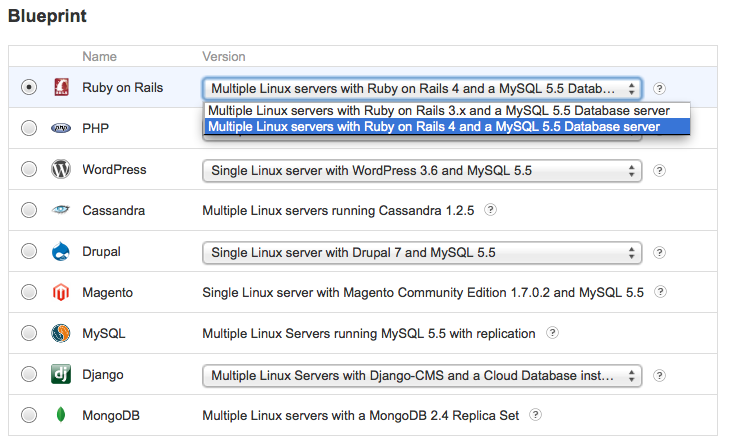 Blueprint
Name Version
Ruby on Rails Multiple Linux servers with Ruby on Rails 4 and a MySQL 5.5 Datab... ?
Multiple Linux servers with Ruby on Rails 3.x and a MySQL 5.5 Database server
Multiple Linux servers with Ruby on Rails 4 and a MySQL 5.5 Database server
php PHP ?
WordPress Single Linux server with WordPress 3.6 and MySQL 5.5 ?
Cassandra Multiple Linux servers running Cassandra 1.2.5 ?
Drupal Single Linux server with Drupal 7 and MySQL 5.5 ?
Magento Single Linux server with Magento Community Edition 1.7.0.2 and MySQL 5.5 ?
MySQL Multiple Linux Servers running MySQL 5.5 with replication ?
dj Django Multiple Linux Servers with Django-CMS and a Cloud Database inst... ?
MongoDB Multiple Linux servers with a MongoDB 2.4 Replica Set ?